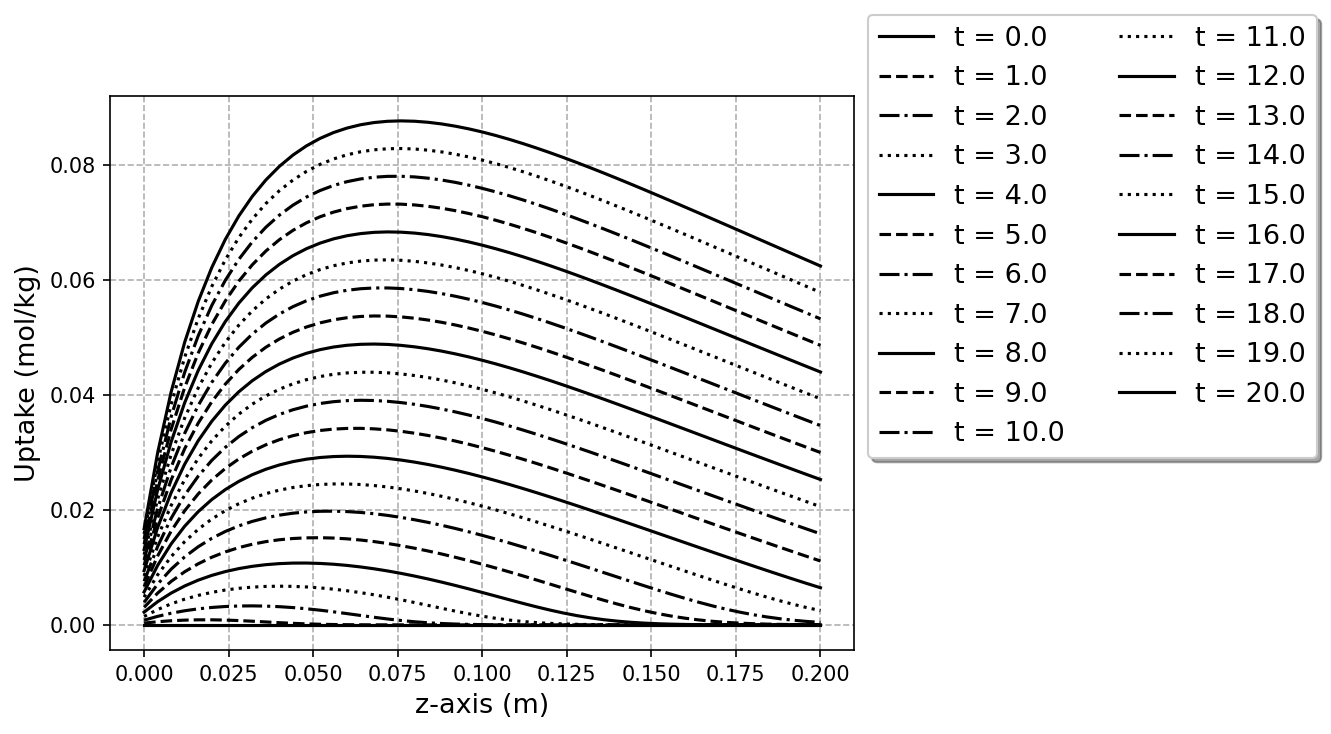 t = 0.0
t = 1.0
t = 2.0
t = 3.0
t = 4.0
t = 5.0
t = 6.0
t = 7.0
t = 8.0
t = 9.0
t = 10.0
t = 11.0
t = 12.0
t = 13.0
t = 14.0
t = 15.0
t = 16.0
t = 17.0
t = 18.0
t = 19.0
t = 20.0
Uptake (mol/kg)
0.08
0.06
0.04
0.02
0.00
0.000 0.025 0.050 0.075 0.100 0.125 0.150 0.175 0.200
z-axis (m)